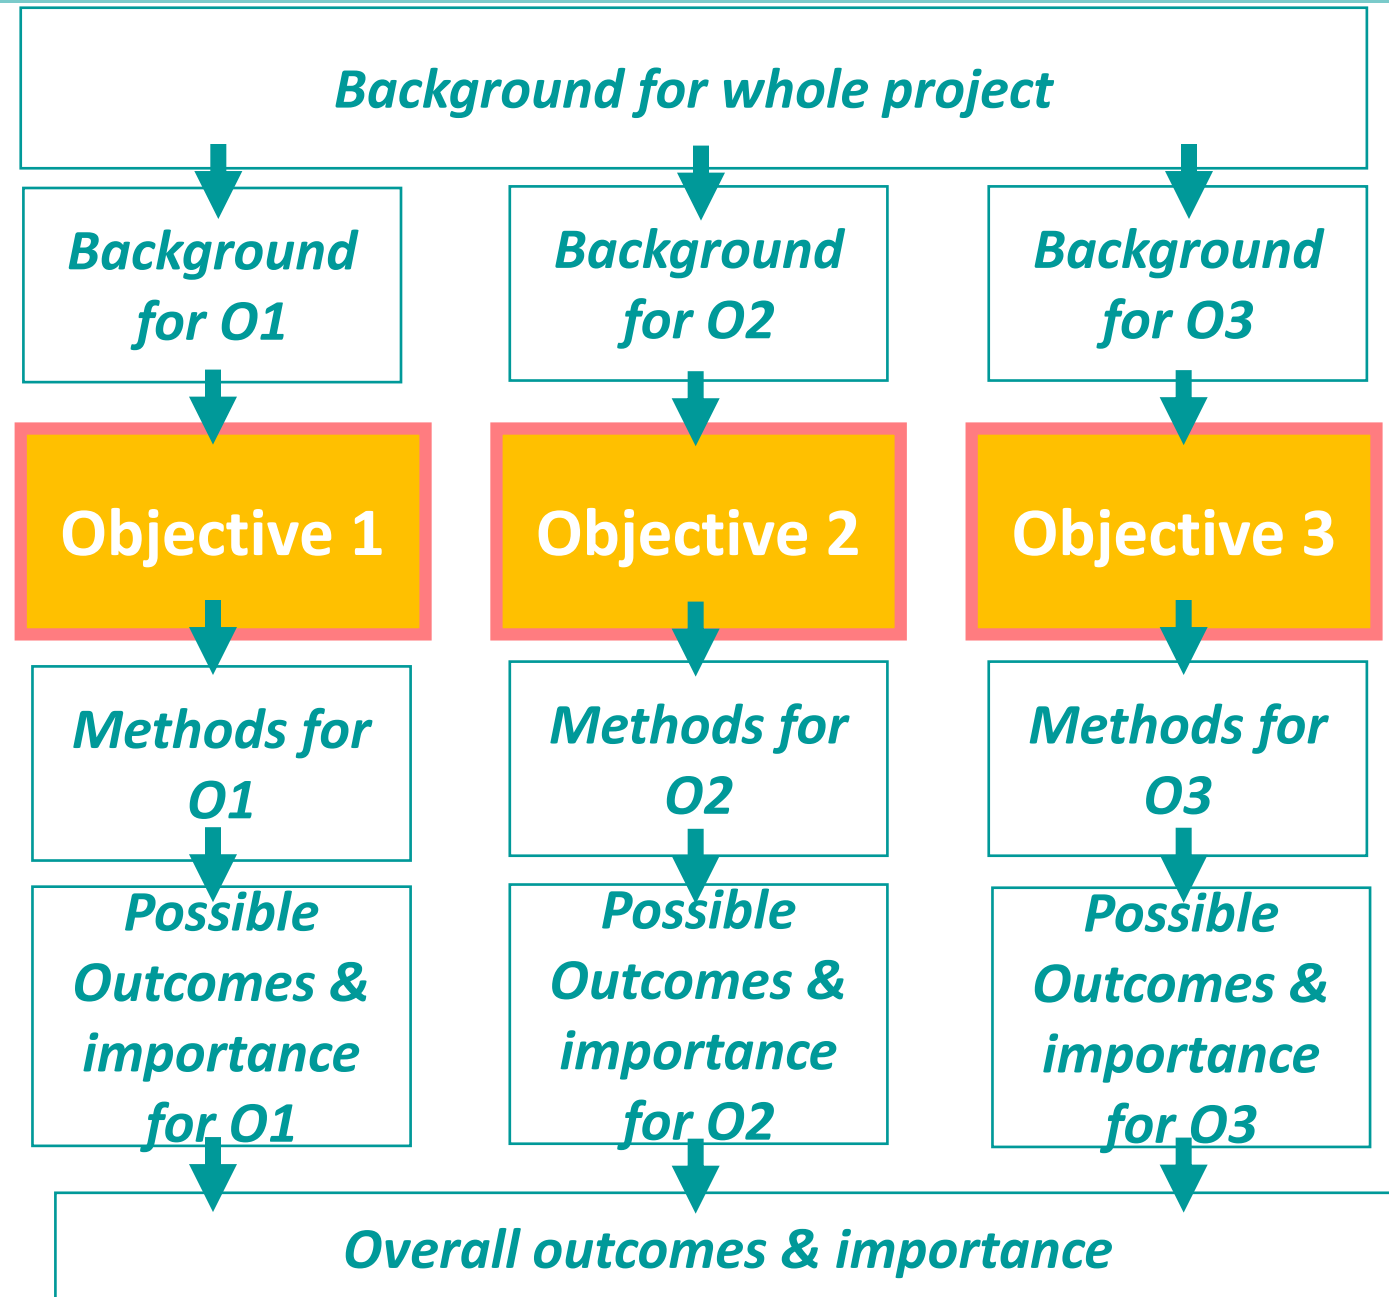 Background for whole project
Background
for O1
Background
for O2
Background
for O3
Objective 1
Objective 2
Objective 3
Methods for
O1
Methods for
O2
Methods for
O3
Possible
Outcomes &
importance
for O1
Possible
Outcomes &
importance
for O2
Possible
Outcomes &
importance
for O3
Overall outcomes & importance